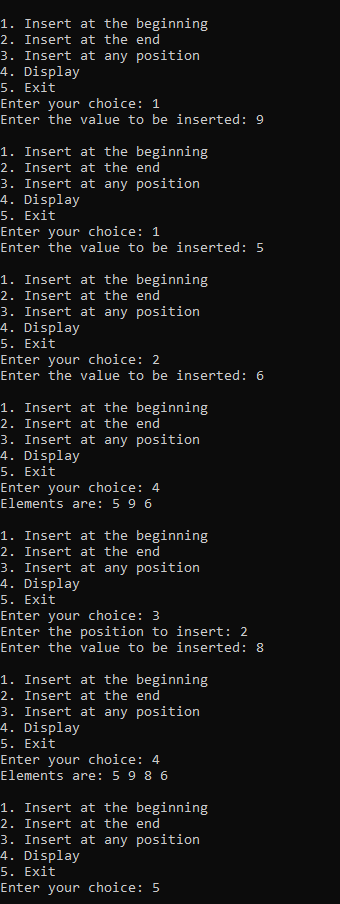 1. Insert at the beginning
2. Insert at the end
3. Insert at any position
4. Display
5. Exit
Enter your choice: 1
Enter the value to be inserted: 9
1. Insert at the beginning
2. Insert at the end
3. Insert at any position
4. Display
5. Exit
Enter your choice: 1
Enter the value to be inserted: 5
1. Insert at the beginning
2. Insert at the end
3. Insert at any position
4. Display
5. Exit
Enter your choice: 2
Enter the value to be inserted: 6
1. Insert at the beginning
2. Insert at the end
3. Insert at any position
4. Display
5. Exit
Enter your choice: 4
Elements are: 5 9 6
1. Insert at the beginning
2. Insert at the end
3. Insert at any position
4. Display
5. Exit
Enter your choice: 3
Enter the position to insert: 2
Enter the value to be inserted: 8
1. Insert at the beginning
2. Insert at the end
3. Insert at any position
4. Display
5. Exit
Enter your choice: 4
Elements are: 5 9 8 6
1. Insert at the beginning
2. Insert at the end
3. Insert at any position
4. Display
5. Exit
Enter your choice: 5